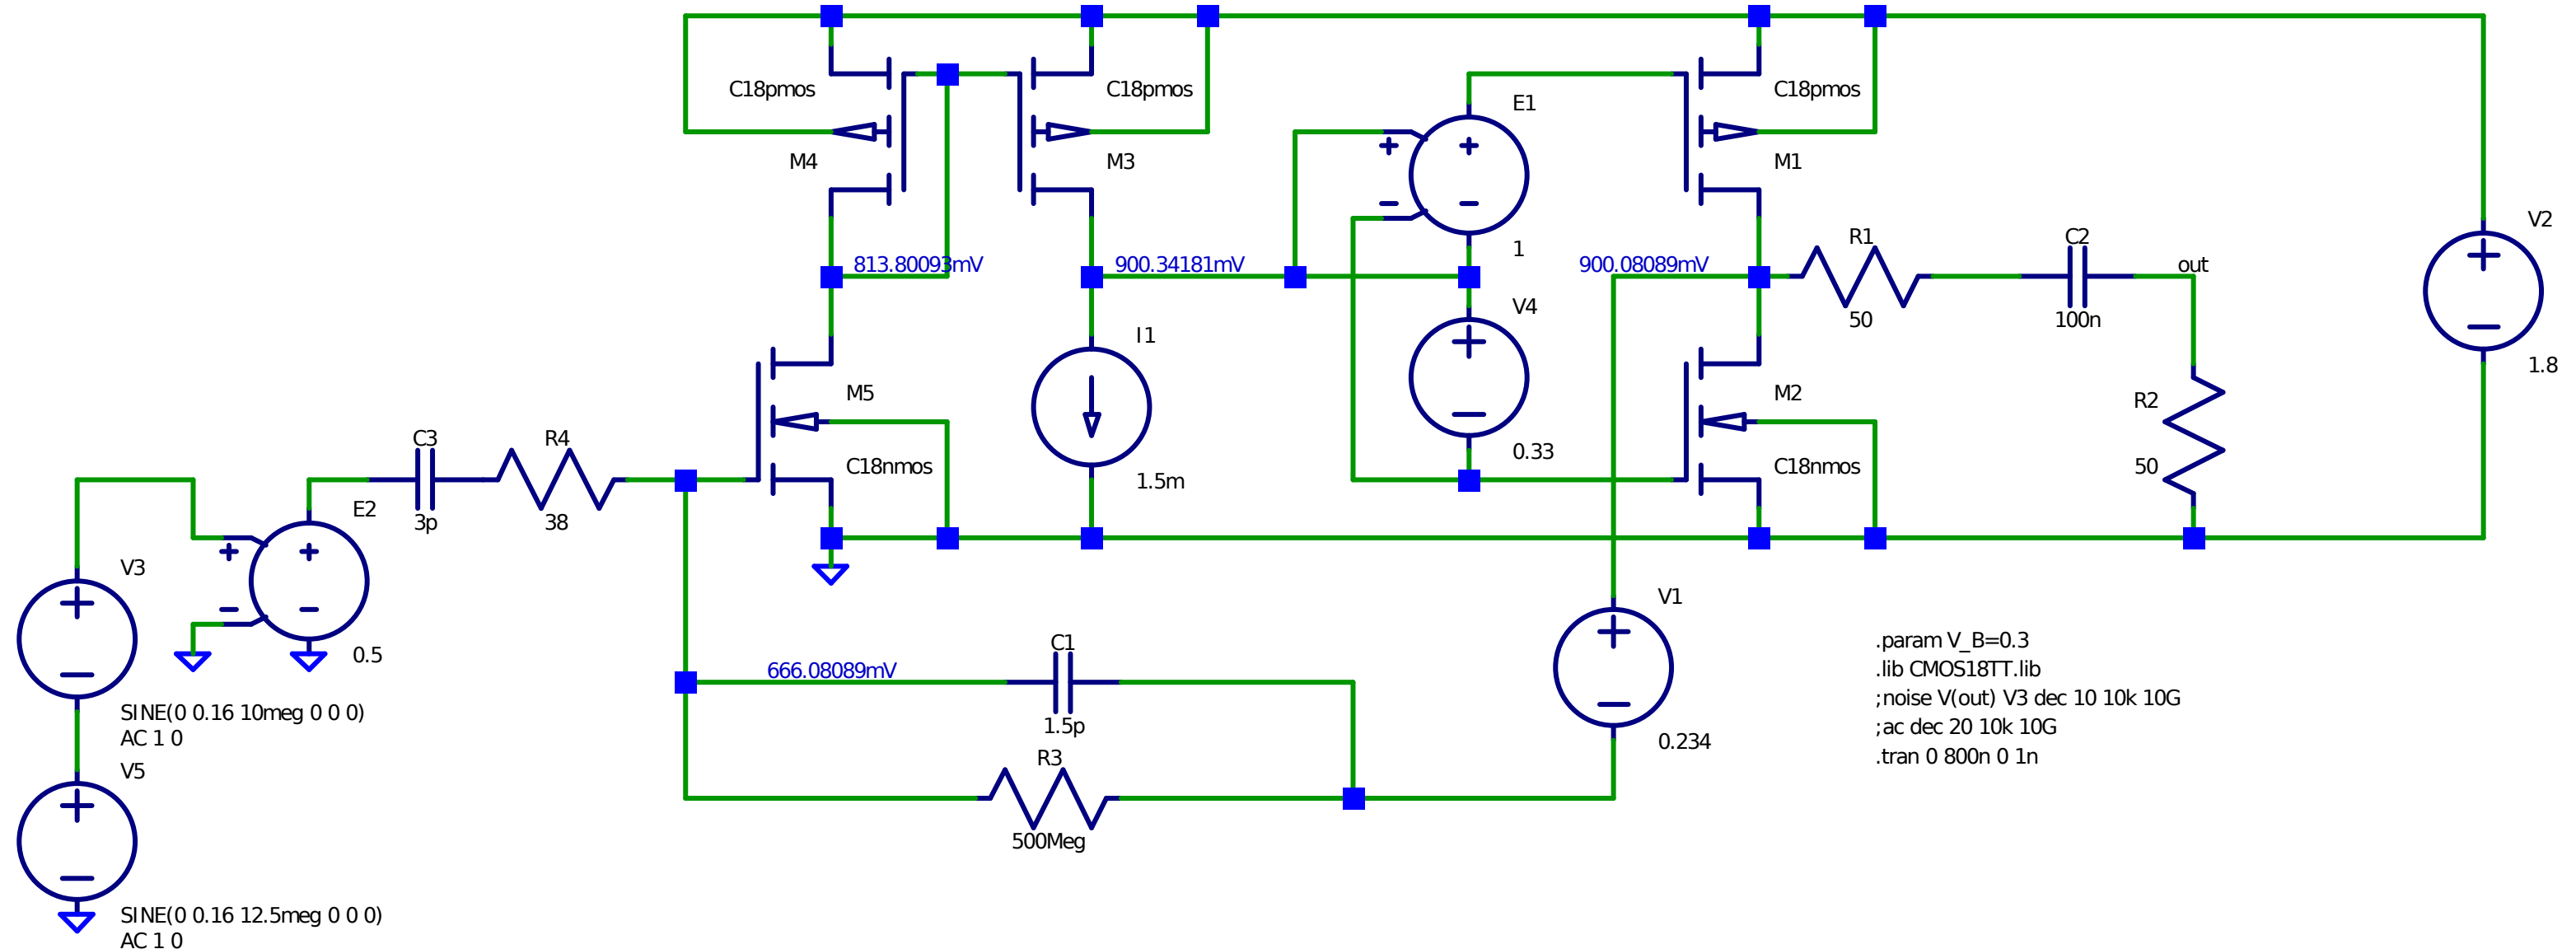 C18pmos
M4
C18pmos
M3
E1
1
C18pmos
M1
813.80093mV
900.34181mV
900.08089mV
R1
50
C2
100n
out
V2
1.8
I1
1.5m
V4
0.33
M5
C18nmos
M2
C18nmos
R2
50
C3
3p
R4
38
E2
0.5
V3
SINE(0 0.16 10meg 0 0 0)
AC 1 0
V5
SINE(0 0.16 12.5meg 0 0 0)
AC 1 0
666.08089mV
C1
1.5p
R3
500Meg
V1
0.234
.param V_B=0.3
.lib CMOS18TT.lib
;noise V(out) V3 dec 10 10k 10G
;ac dec 20 10k 10G
.tran 0 800n 0 1n